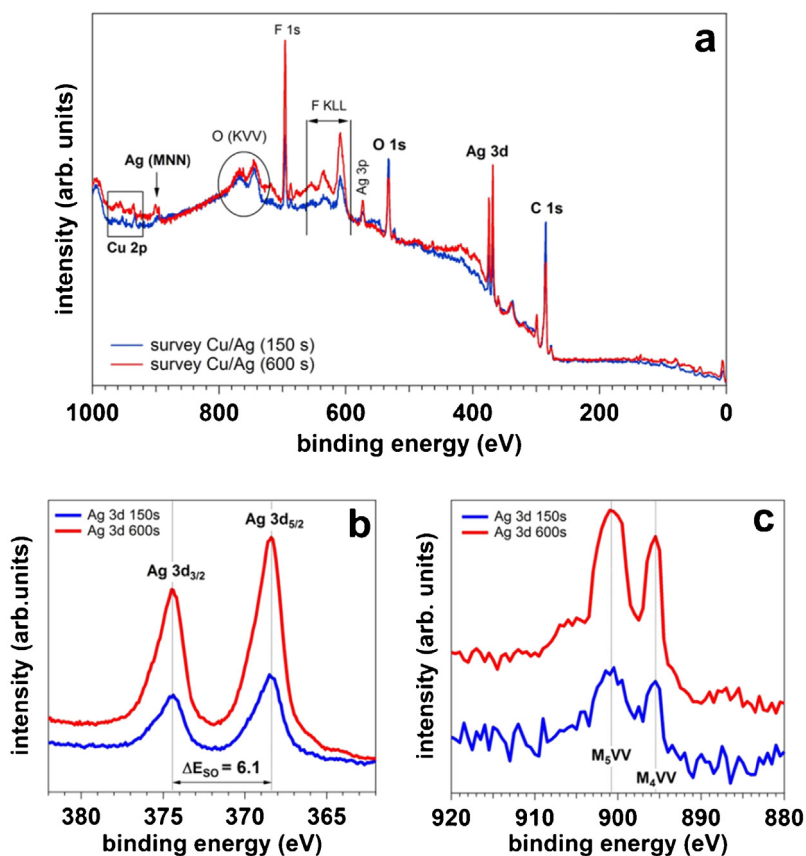 a
F 1s
F KLL
O (KVV)
O 1s
Ag 3d
Ag (MNN)
Ag 3p
C 1s
Cu 2p
intensity (arb. units)
survey Cu/Ag (150 s)
survey Cu/Ag (600 s)
1000 800 600 400 200 0
binding energy (eV)
b
Ag 3d 150s
Ag 3d 600s
Ag 3d5/2
Ag 3d3/2
intensity (arb.units)
ΔESO = 6.1
380 375 370 365
binding energy (eV)
c
Ag 3d 150s
Ag 3d 600s
intensity (arb. units)
M5VV
M4VV
920 910 900 890 880
binding energy (eV)